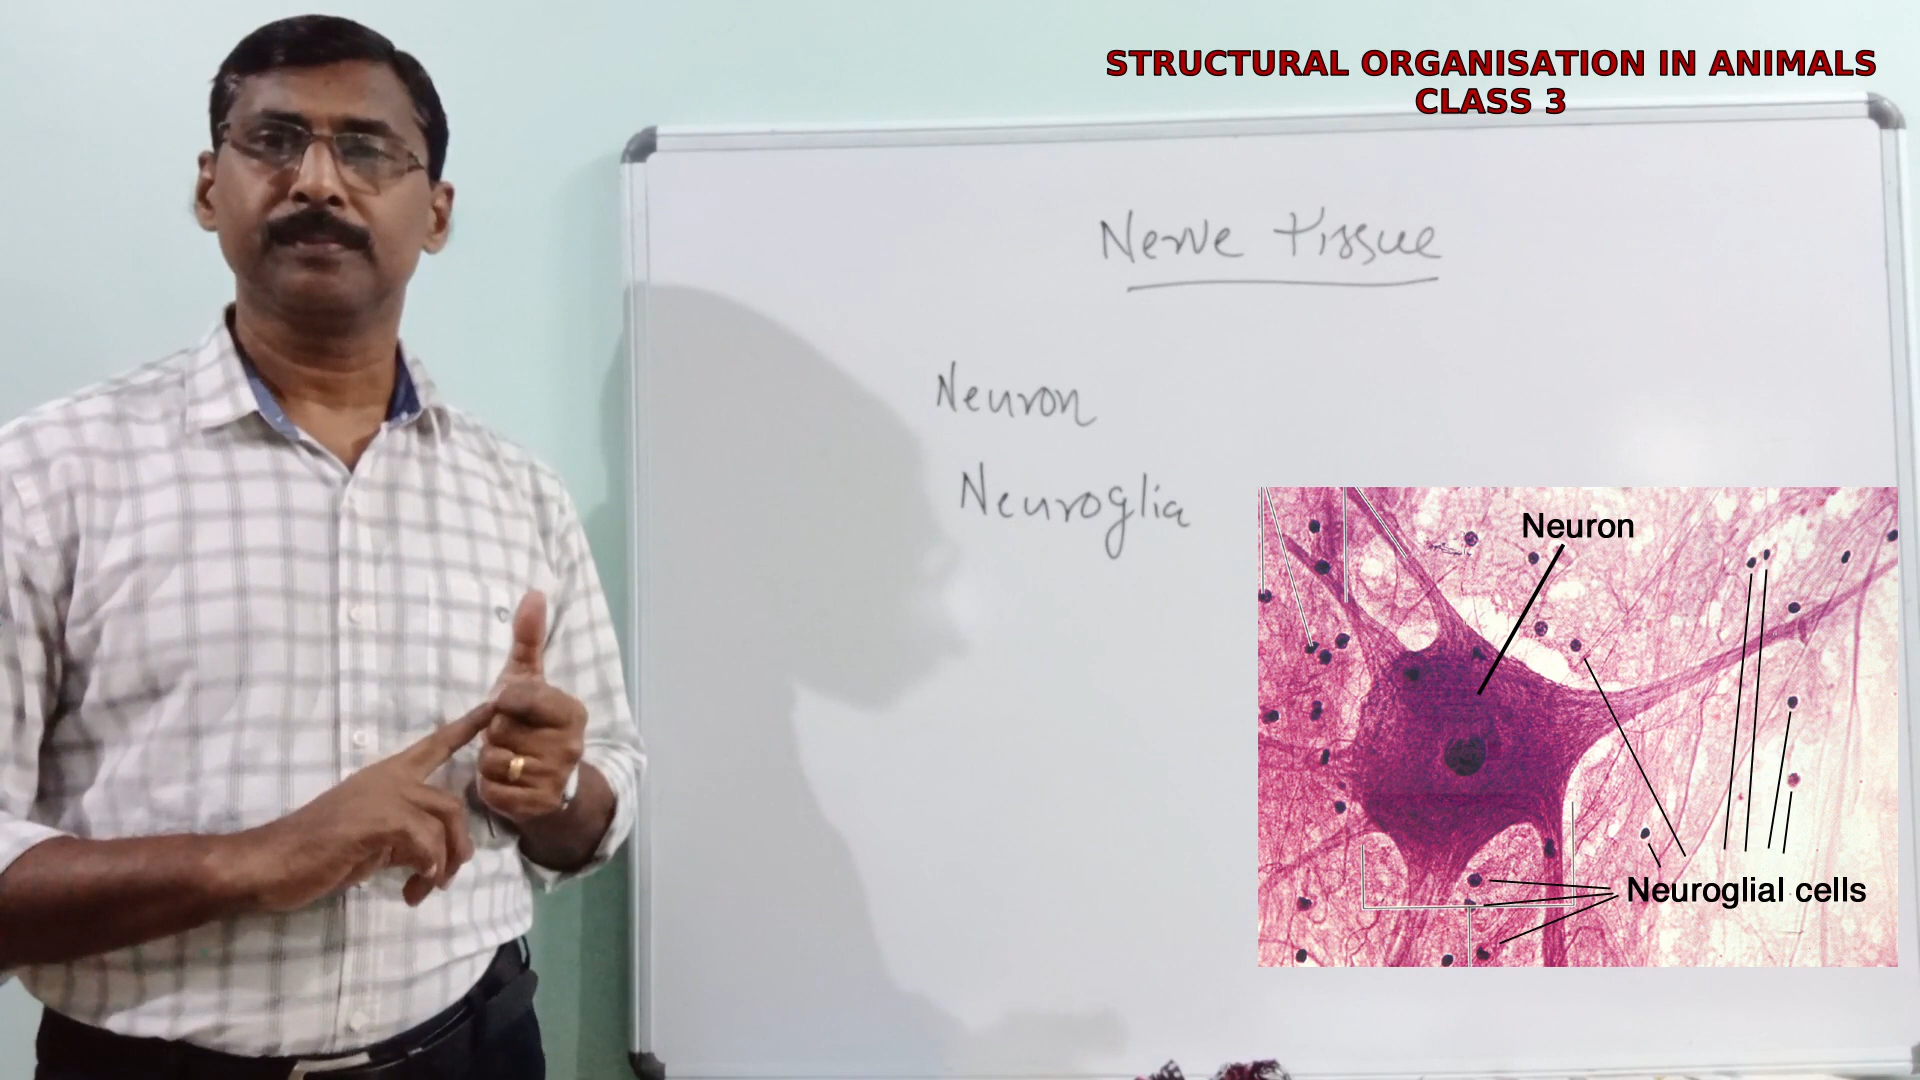 STRUCTURAL ORGANISATION IN ANIMALS
CLASS 3
Nerve tissue
Neuron
Neuroglia
Neuron
Neuroglial cells